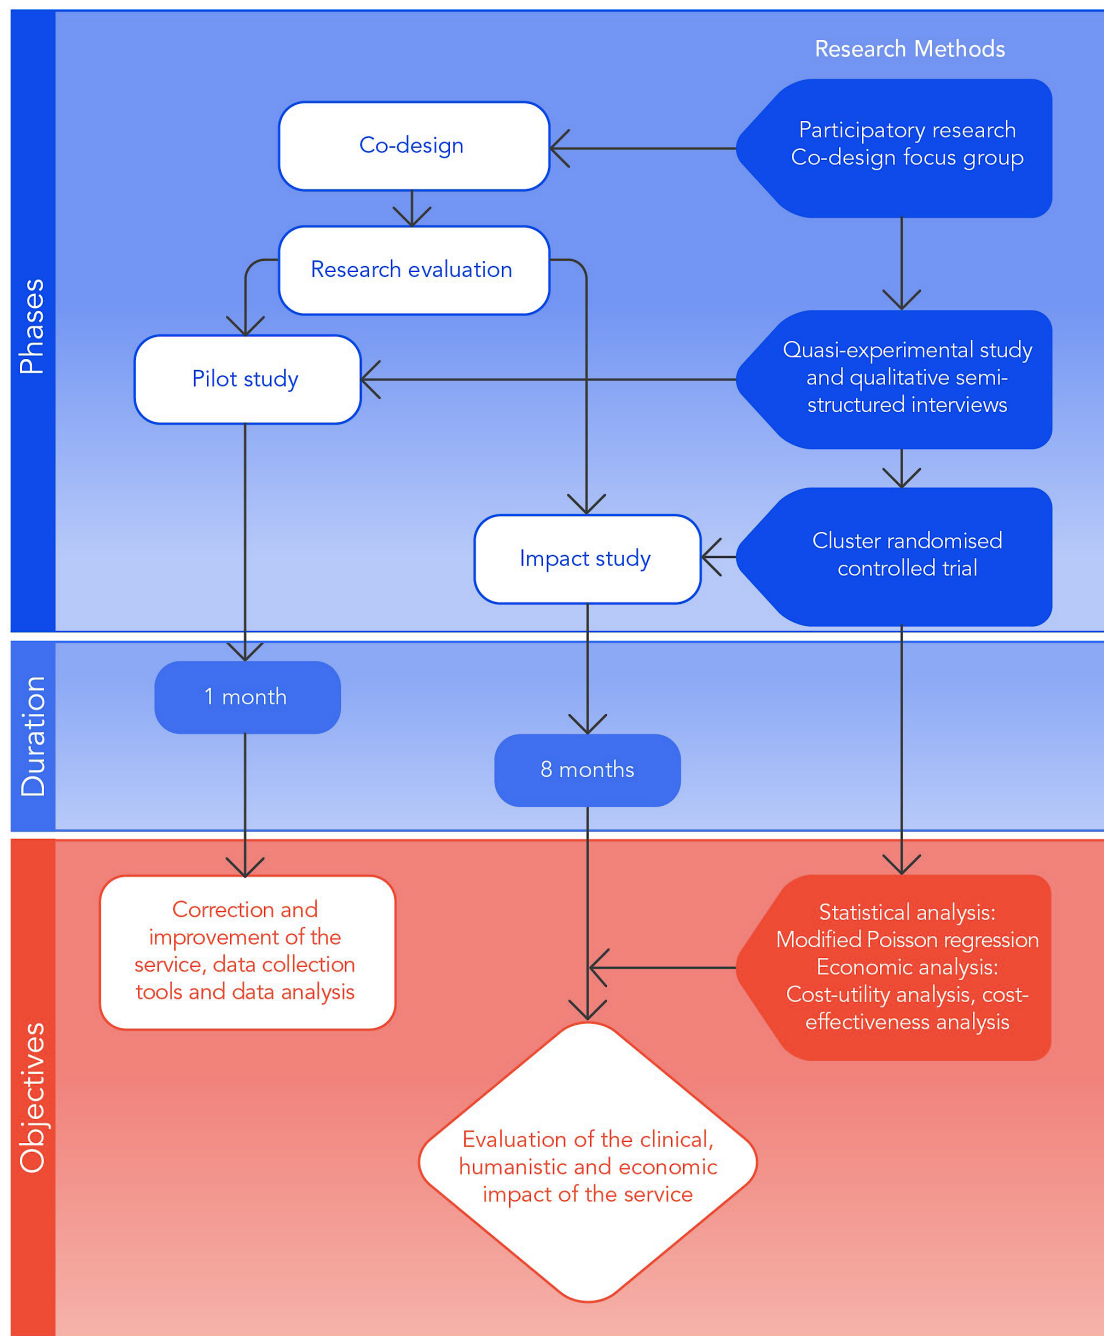 Phases
Research Methods
Co-design
Participatory research
Co-design focus group
Research evaluation
Pilot study
Quasi-experimental study
and qualitative semi-
structured interviews
Impact study
Cluster randomised
controlled trial
Duration
1 month
8 months
Objectives
Correction and
improvement of the
service, data collection
tools and data analysis
Statistical analysis:
Modified Poisson regression
Economic analysis:
Cost-utility analysis, cost-
effectiveness analysis
Evaluation of the clinical,
humanistic and economic
impact of the service